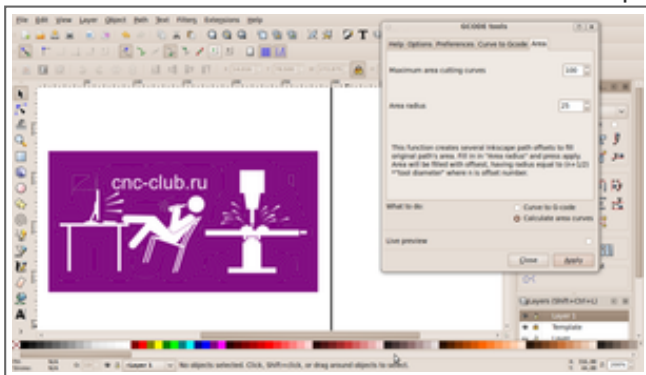 File Edit View Layer Object Path Text Filters Extensions Help
GCODE tools
Help Options Preferences Curve to Gcode Area
Maximum area cutting curves 100
Area radius 25
This function creates several Inkscape path offsets to fill
original path's area. Fill in in "Area radius" and press apply.
Area will be filled with offsest, having radius equal to (n+1/2)
*"tool diameter" where n is offset number.
What to do:
Curve to G-code
Calculate area curves
Live preview
Close Apply
cnc-club.ru
Layers (Shift+Ctrl+L)
Layer 1
Template
Layer
Layer 1 No objects selected. Click, Shift+click, or drag around objects to select.